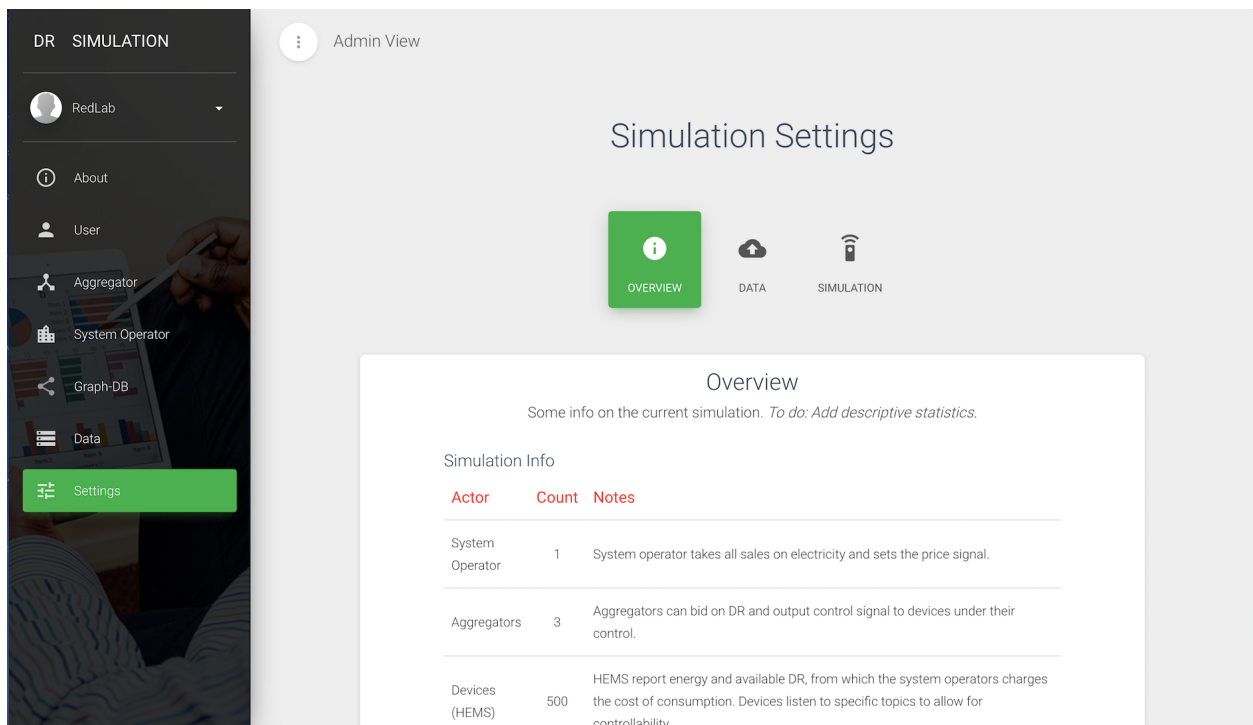 DR SIMULATION
RedLab
About
User
Aggregator
System Operator
Graph-DB
Data
Settings
Admin View
Simulation Settings
OVERVIEW
DATA
SIMULATION
Overview
Some info on the current simulation. To do: Add descriptive statistics.
Simulation Info
Actor Count Notes
System
Operator
1
System operator takes all sales on electricity and sets the price signal.
Aggregators
3
Aggregators can bid on DR and output control signal to devices under their
control.
Devices
(HEMS)
500
HEMS report energy and available DR, from which the system operators charges
the cost of consumption. Devices listen to specific topics to allow for
controllability.